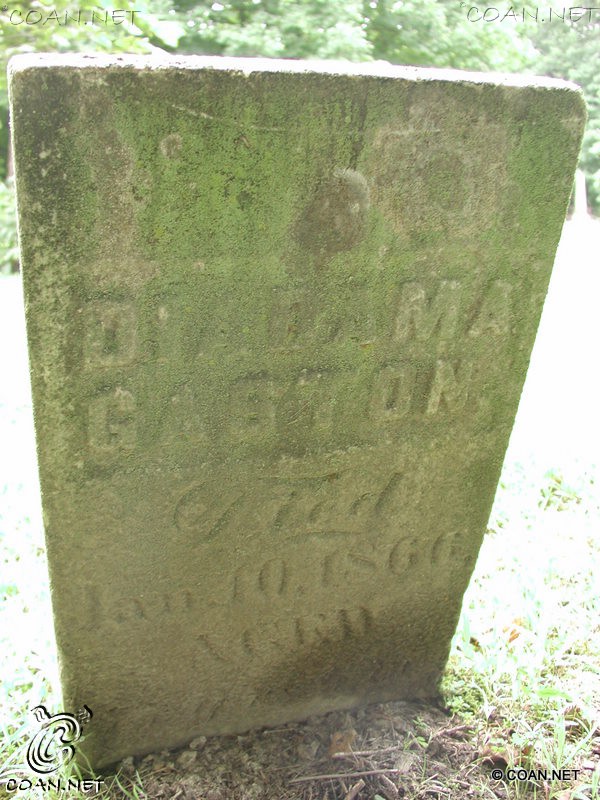 COAN.NET COAN.NET
MA
GASTON,
Died
Jan. 10, 1866,
AGED
COAN.NET ©COAN.NET